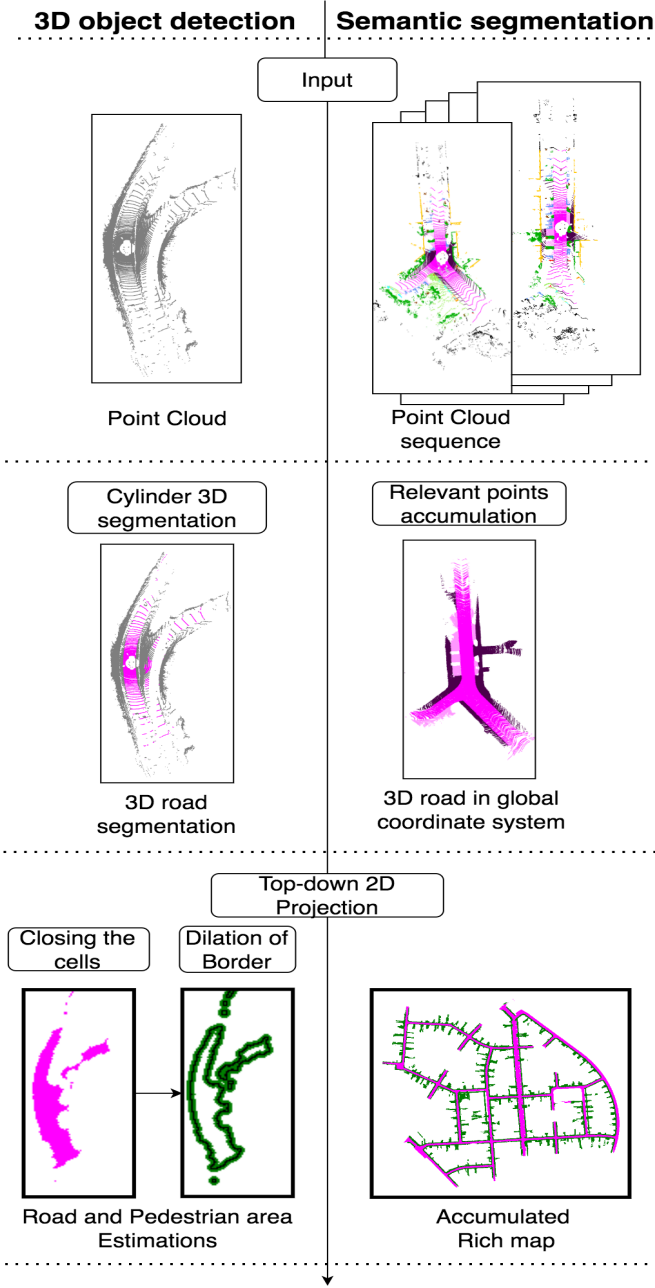 3D object detection
Semantic segmentation
Input
Point Cloud
Point Cloud
sequence
Cylinder 3D
segmentation
Relevant points
accumulation
3D road
segmentation
3D road in global
coordinate system
Top-down 2D
Projection
Closing the
cells
Dilation of
Border
Road and Pedestrian area
Estimations
Accumulated
Rich map